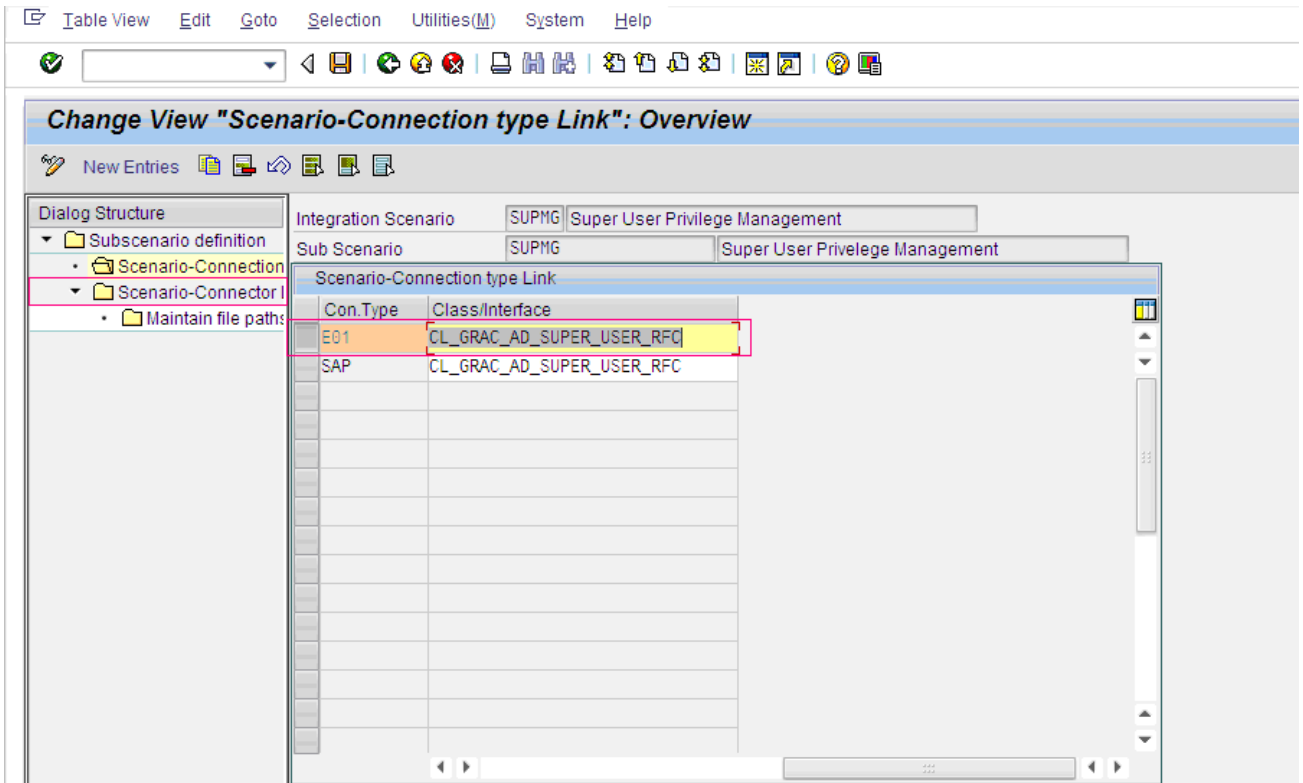 Table View Edit Goto Selection Utilities(M) System Help
Change View "Scenario-Connection type Link": Overview
New Entries
Dialog Structure
Subscenario definition
Scenario-Connection
Scenario-Connector l
Maintain file paths
Integration Scenario SUPMG Super User Privilege Management
Sub Scenario SUPMG Super User Privelege Management
Scenario-Connection type Link
Con.Type Class/Interface
E01 CL_GRAC_AD_SUPER_USER_RFC
SAP CL_GRAC_AD_SUPER_USER_RFC